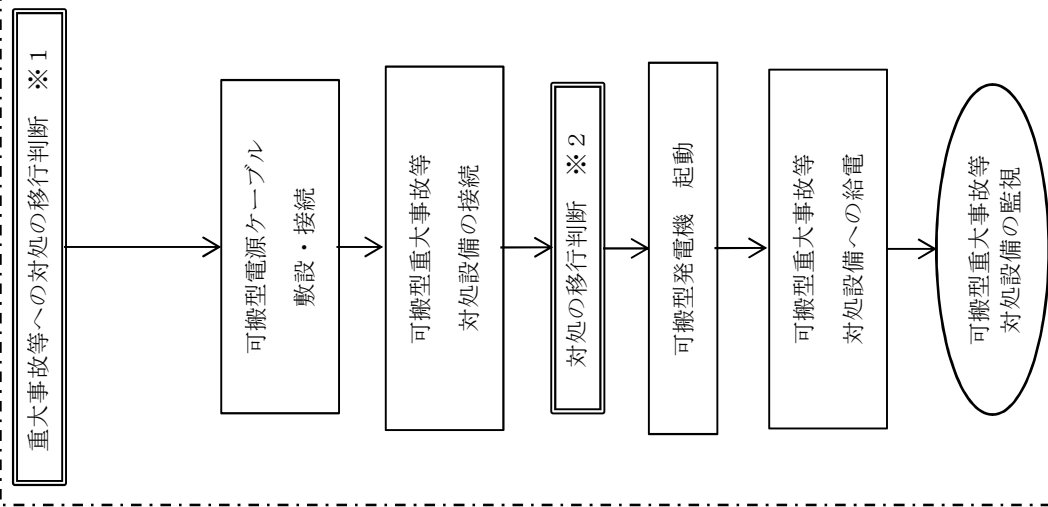 重大事故等への対処の移行判断 ※1
可搬型電源ケーブル
敷設・接続
可搬型重大事故等
対処設備の接続
対処の移行判断 ※2
可搬型発電機 起動
可搬型重大事故等
対処設備への給電
可搬型重大事故等
対処設備の監視